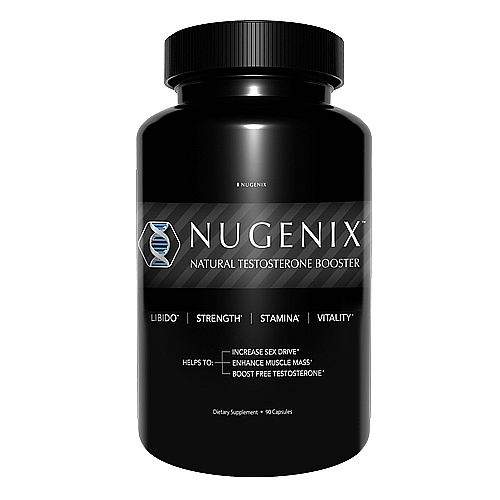 NUGENIX
NUGENIX™
NATURAL TESTOSTERONE BOOSTER
LIBIDO* | STRENGTH* | STAMINA* | VITALITY*
HELPS TO:
INCREASE SEX DRIVE*
ENHANCE MUSCLE MASS*
BOOST FREE TESTOSTERONE*
Dietary Supplement • 90 Capsules